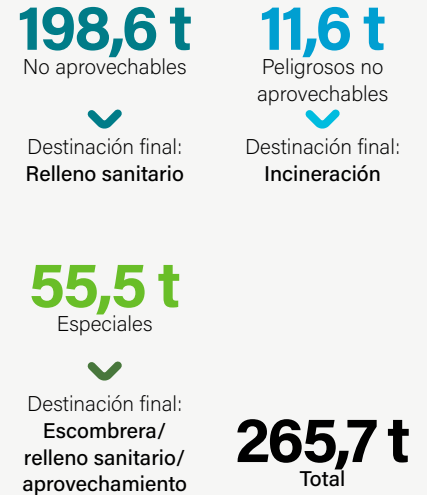 198,6 t
No aprovechables
Destinación final:
Relleno sanitario
11,6 t
Peligrosos no
aprovechables
Destinación final:
Incineración
55,5 t
Especiales
Destinación final:
Escombrera/
relleno sanitario/
aprovechamiento
265,7 t
Total